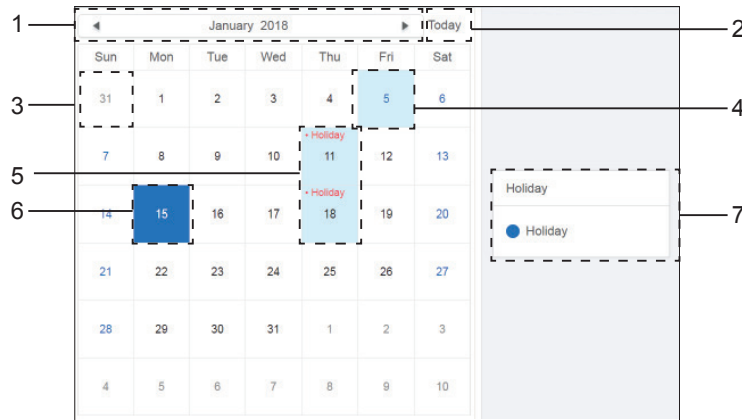 1 ◄ January 2018 ► Today 2
Sun Mon Tue Wed Thu Fri Sat
3 31 1 2 3 4 5 6 4
• Holiday
7 8 9 10 11 12 13
5
• Holiday
6 14 15 16 17 18 19 20
Holiday
7
Holiday
21 22 23 24 25 26 27
28 29 30 31 1 2 3
4 5 6 7 8 9 10